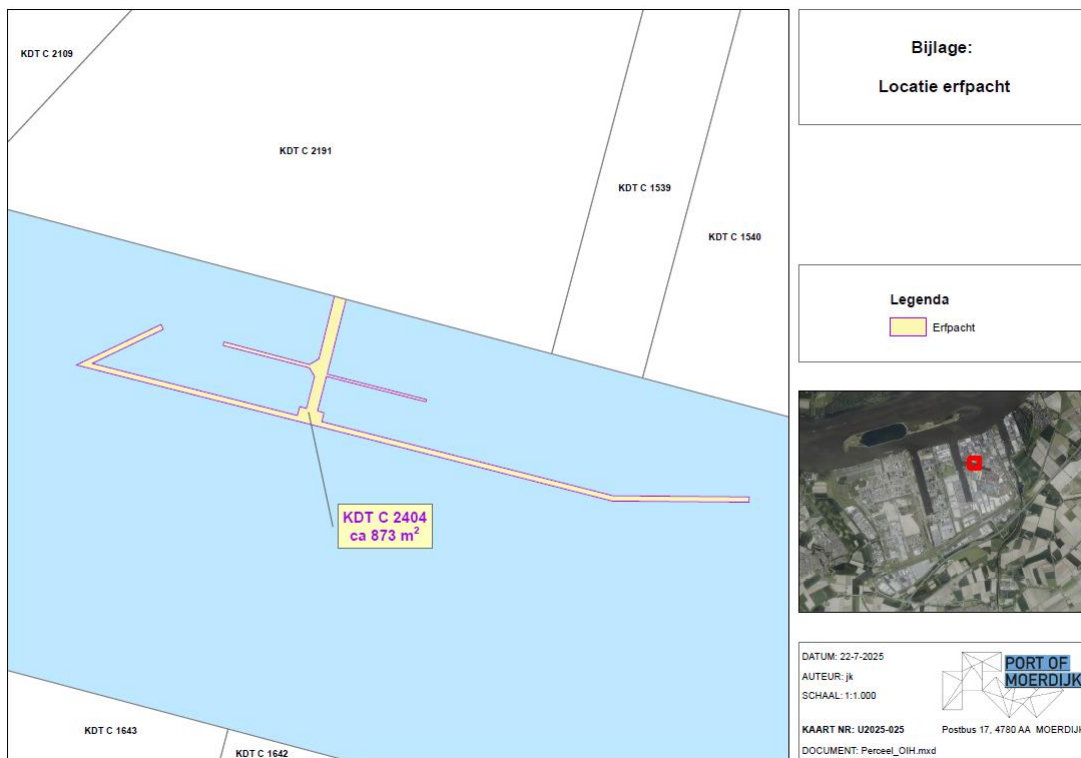 KDT C 2109
KDT C 2191
KDT C 1539
KDT C 1540
KDT C 2404
ca 873 m²
KDT C 1643
KDT C 1642
Bijlage:
Locatie erfpacht
Legenda
Erfpacht
DATUM: 22-7-2025
AUTEUR: jk
SCHAAL: 1:1.000
PORT OF
MOERDIJK
KAART NR: U2025-025
Postbus 17, 4780 AA MOERDIJK
DOCUMENT: Perceel_OIH.mxd